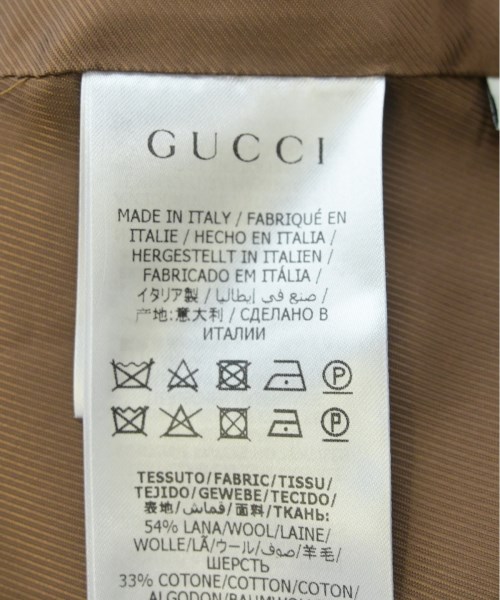 GUCCI
MADE IN ITALY / FABRIQUÉ EN
ITALIE / HECHO EN ITALIA /
HERGESTELLT IN ITALIEN /
FABRICADO EM ITÁLIA /
イタリア製 / صنع في إيطاليا /
产地:意大利 / СДЕЛАНО В
ИТАЛИИ
P
P
TESSUTO/FABRIC/TISSU/
TEJIDO/GEWEBE/TECIDO/
表地/قماش/面料/ТКАНЬ:
54% LANA/WOOL/LAINE/
WOLLE/LÃ/ウール/صوف/羊毛/
ШЕРСТЬ
33% COTONE/COTTON/COTON/
ALGODON/BAUMWO